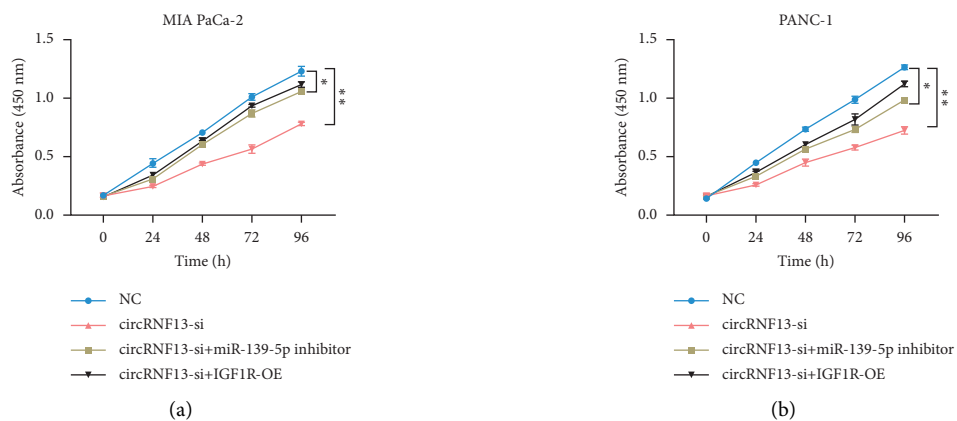 MIA PaCa-2
1.5
1.0
0.5
0.0
Absorbance (450 nm)
*
**
0 24 48 72 96
Time (h)
NC
circRNF13-si
circRNF13-si+miR-139-5p inhibitor
circRNF13-si+IGF1R-OE
(a)
PANC-1
1.5
1.0
0.5
0.0
Absorbance (450 nm)
*
**
0 24 48 72 96
Time (h)
NC
circRNF13-si
circRNF13-si+miR-139-5p inhibitor
circRNF13-si+IGF1R-OE
(b)